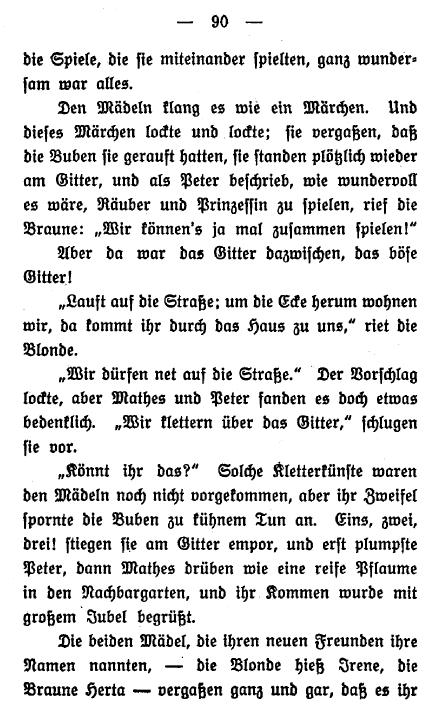 — 90 —
die Spiele, die sie miteinander spielten, ganz wunder-
sam war alles.
Den Mädeln klang es wie ein Märchen. Und
dieses Märchen lockte und lockte; sie vergaßen, daß
die Buben sie gerauft hatten, sie standen plötzlich wieder
am Gitter, und als Peter beschrieb, wie wundervoll
es wäre, Räuber und Prinzessin zu spielen, rief die
Braune: „Wir können's ja mal zusammen spielen!“
Aber da war das Gitter dazwischen, das böse
Gitter!
„Lauft auf die Straße; um die Ecke herum wohnen
wir, da kommt ihr durch das Haus zu uns,“ riet die
Blonde.
„Wir dürfen net auf die Straße.“ Der Vorschlag
lockte, aber Mathes und Peter fanden es doch etwas
bedenklich. „Wir klettern über das Gitter,“ schlugen
sie vor.
„Könnt ihr das?“ Solche Kletterkünste waren
den Mädeln noch nicht vorgekommen, aber ihr Zweifel
spornte die Buben zu kühnem Tun an. Eins, zwei,
drei! stiegen sie am Gitter empor, und erst plumpste
Peter, dann Mathes drüben wie eine reife Pflaume
in den Nachbargarten, und ihr Kommen wurde mit
großem Jubel begrüßt.
Die beiden Mädel, die ihren neuen Freunden ihre
Namen nannten, — die Blonde hieß Irene, die
Braune Herta — vergaßen ganz und gar, daß es ihr